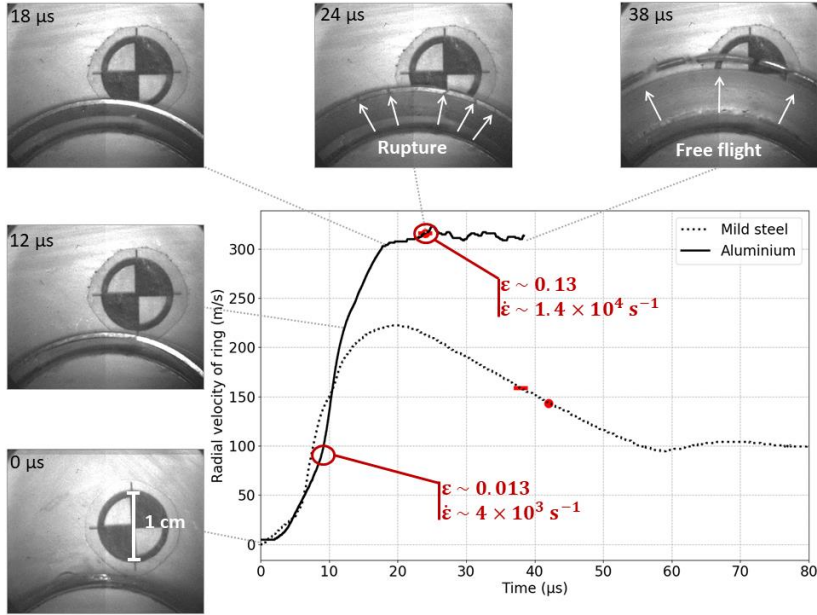 18 μs
24 μs
38 μs
Rupture
Free flight
12 μs
0 μs
1 cm
Mild steel
Aluminium
ε ~ 0.13
ε̇ ~ 1.4 × 10⁴ s⁻¹
ε ~ 0.013
ε̇ ~ 4 × 10³ s⁻¹
Radial velocity of ring (m/s)
300
250
200
150
100
50
0
0 10 20 30 40 50 60 70 80
Time (μs)